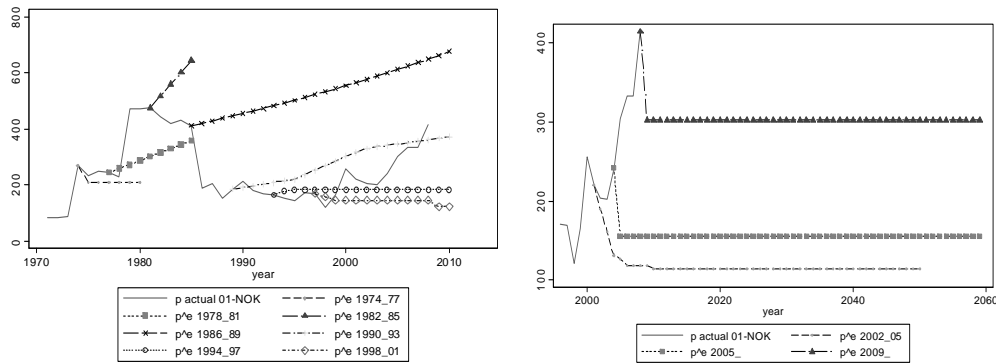 800
600
400
200
0
1970 1980 1990 2000 2010
year
p actual 01-NOK p^e 1974_77
p^e 1978_81 p^e 1982_85
p^e 1986_89 p^e 1990_93
p^e 1994_97 p^e 1998_01
400
300
200
100
2000 2020 2040 2060
year
p actual 01-NOK p^e 2002_05
p^e 2005_ p^e 2009_